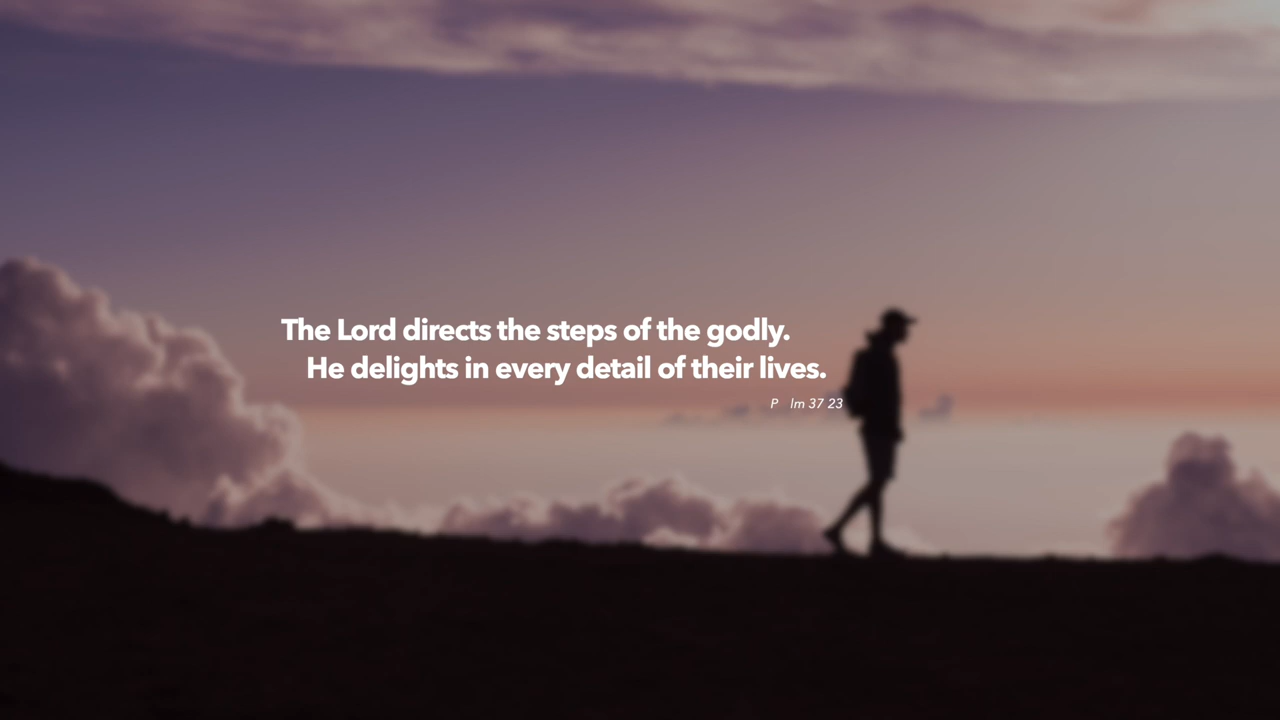 The Lord directs the steps of the godly.
He delights in every detail of their lives.
P lm 37 23